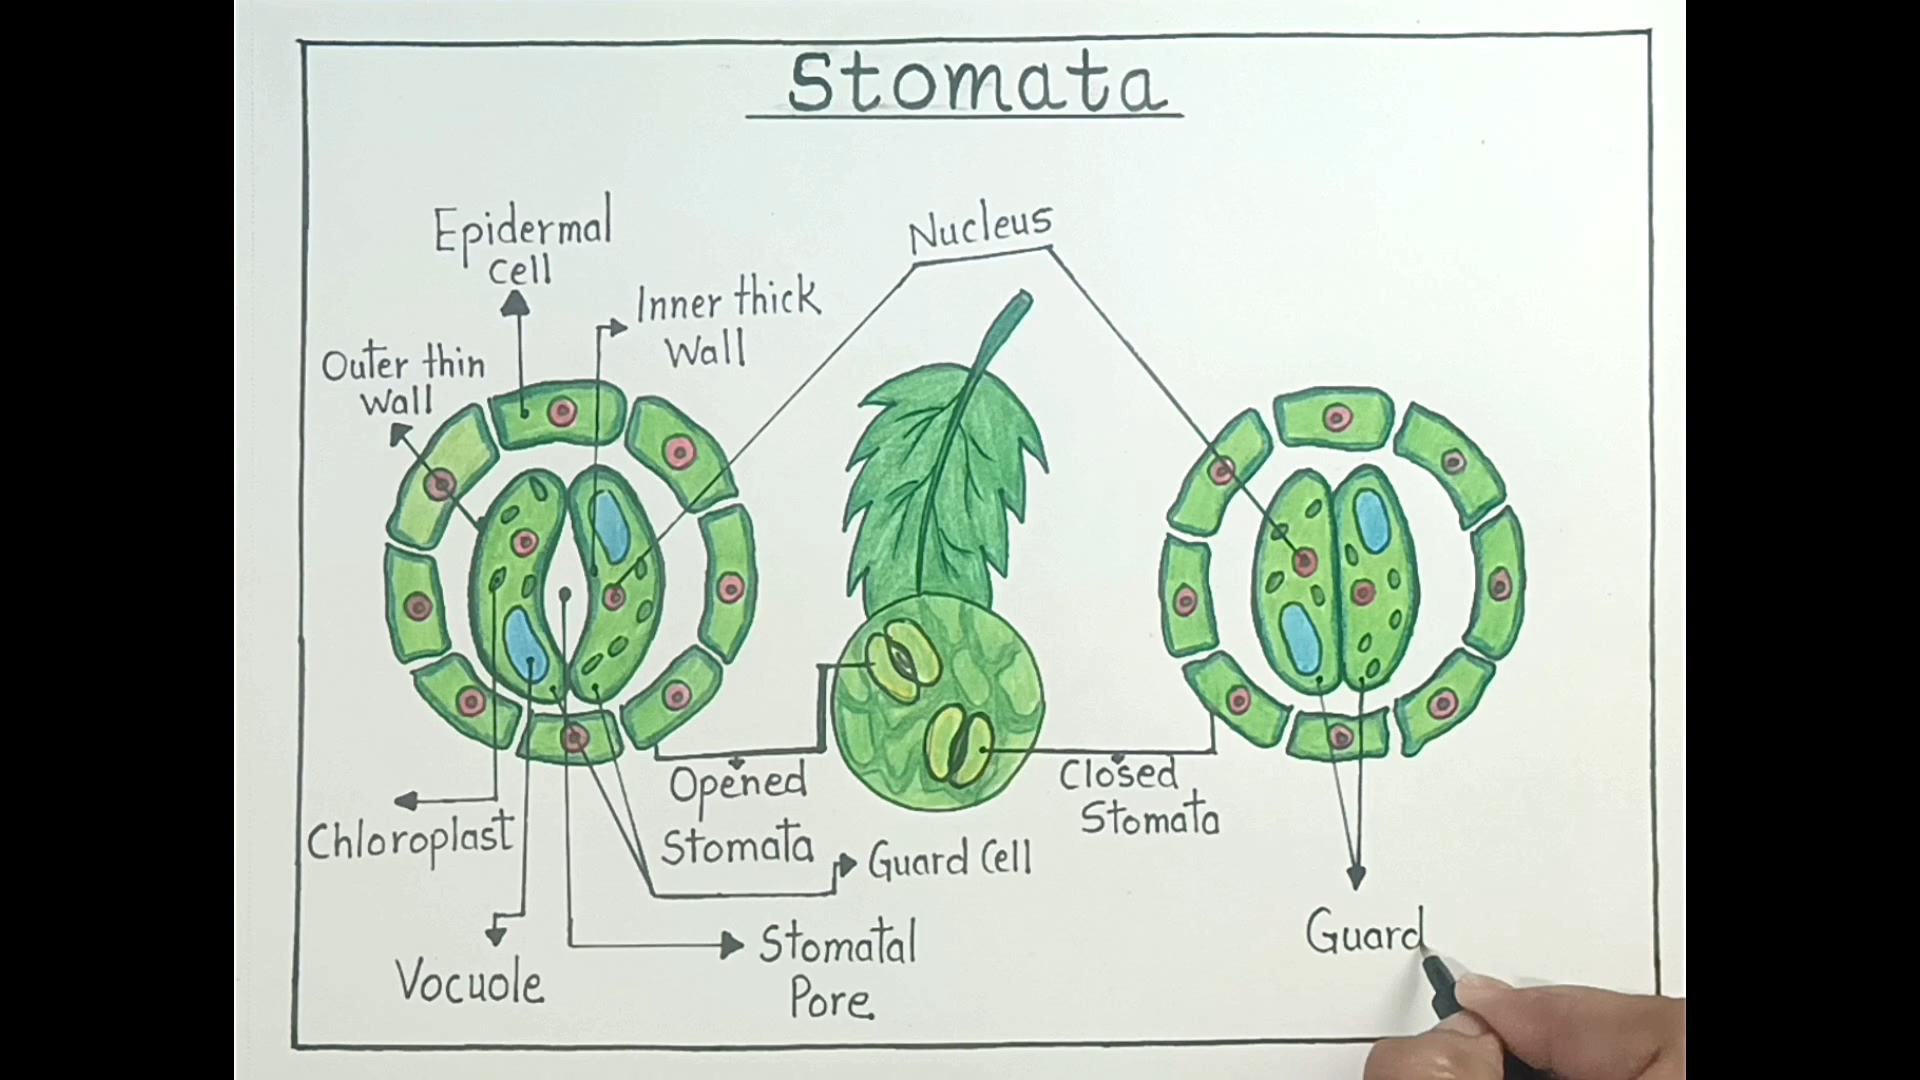 Stomata
Epidermal
Cell
Nucleus
Inner thick
Wall
Outer thin
Wall
Opened
Stomata
Closed
Stomata
Chloroplast
Guard Cell
Guard
Stomatal
Pore
Vocuole